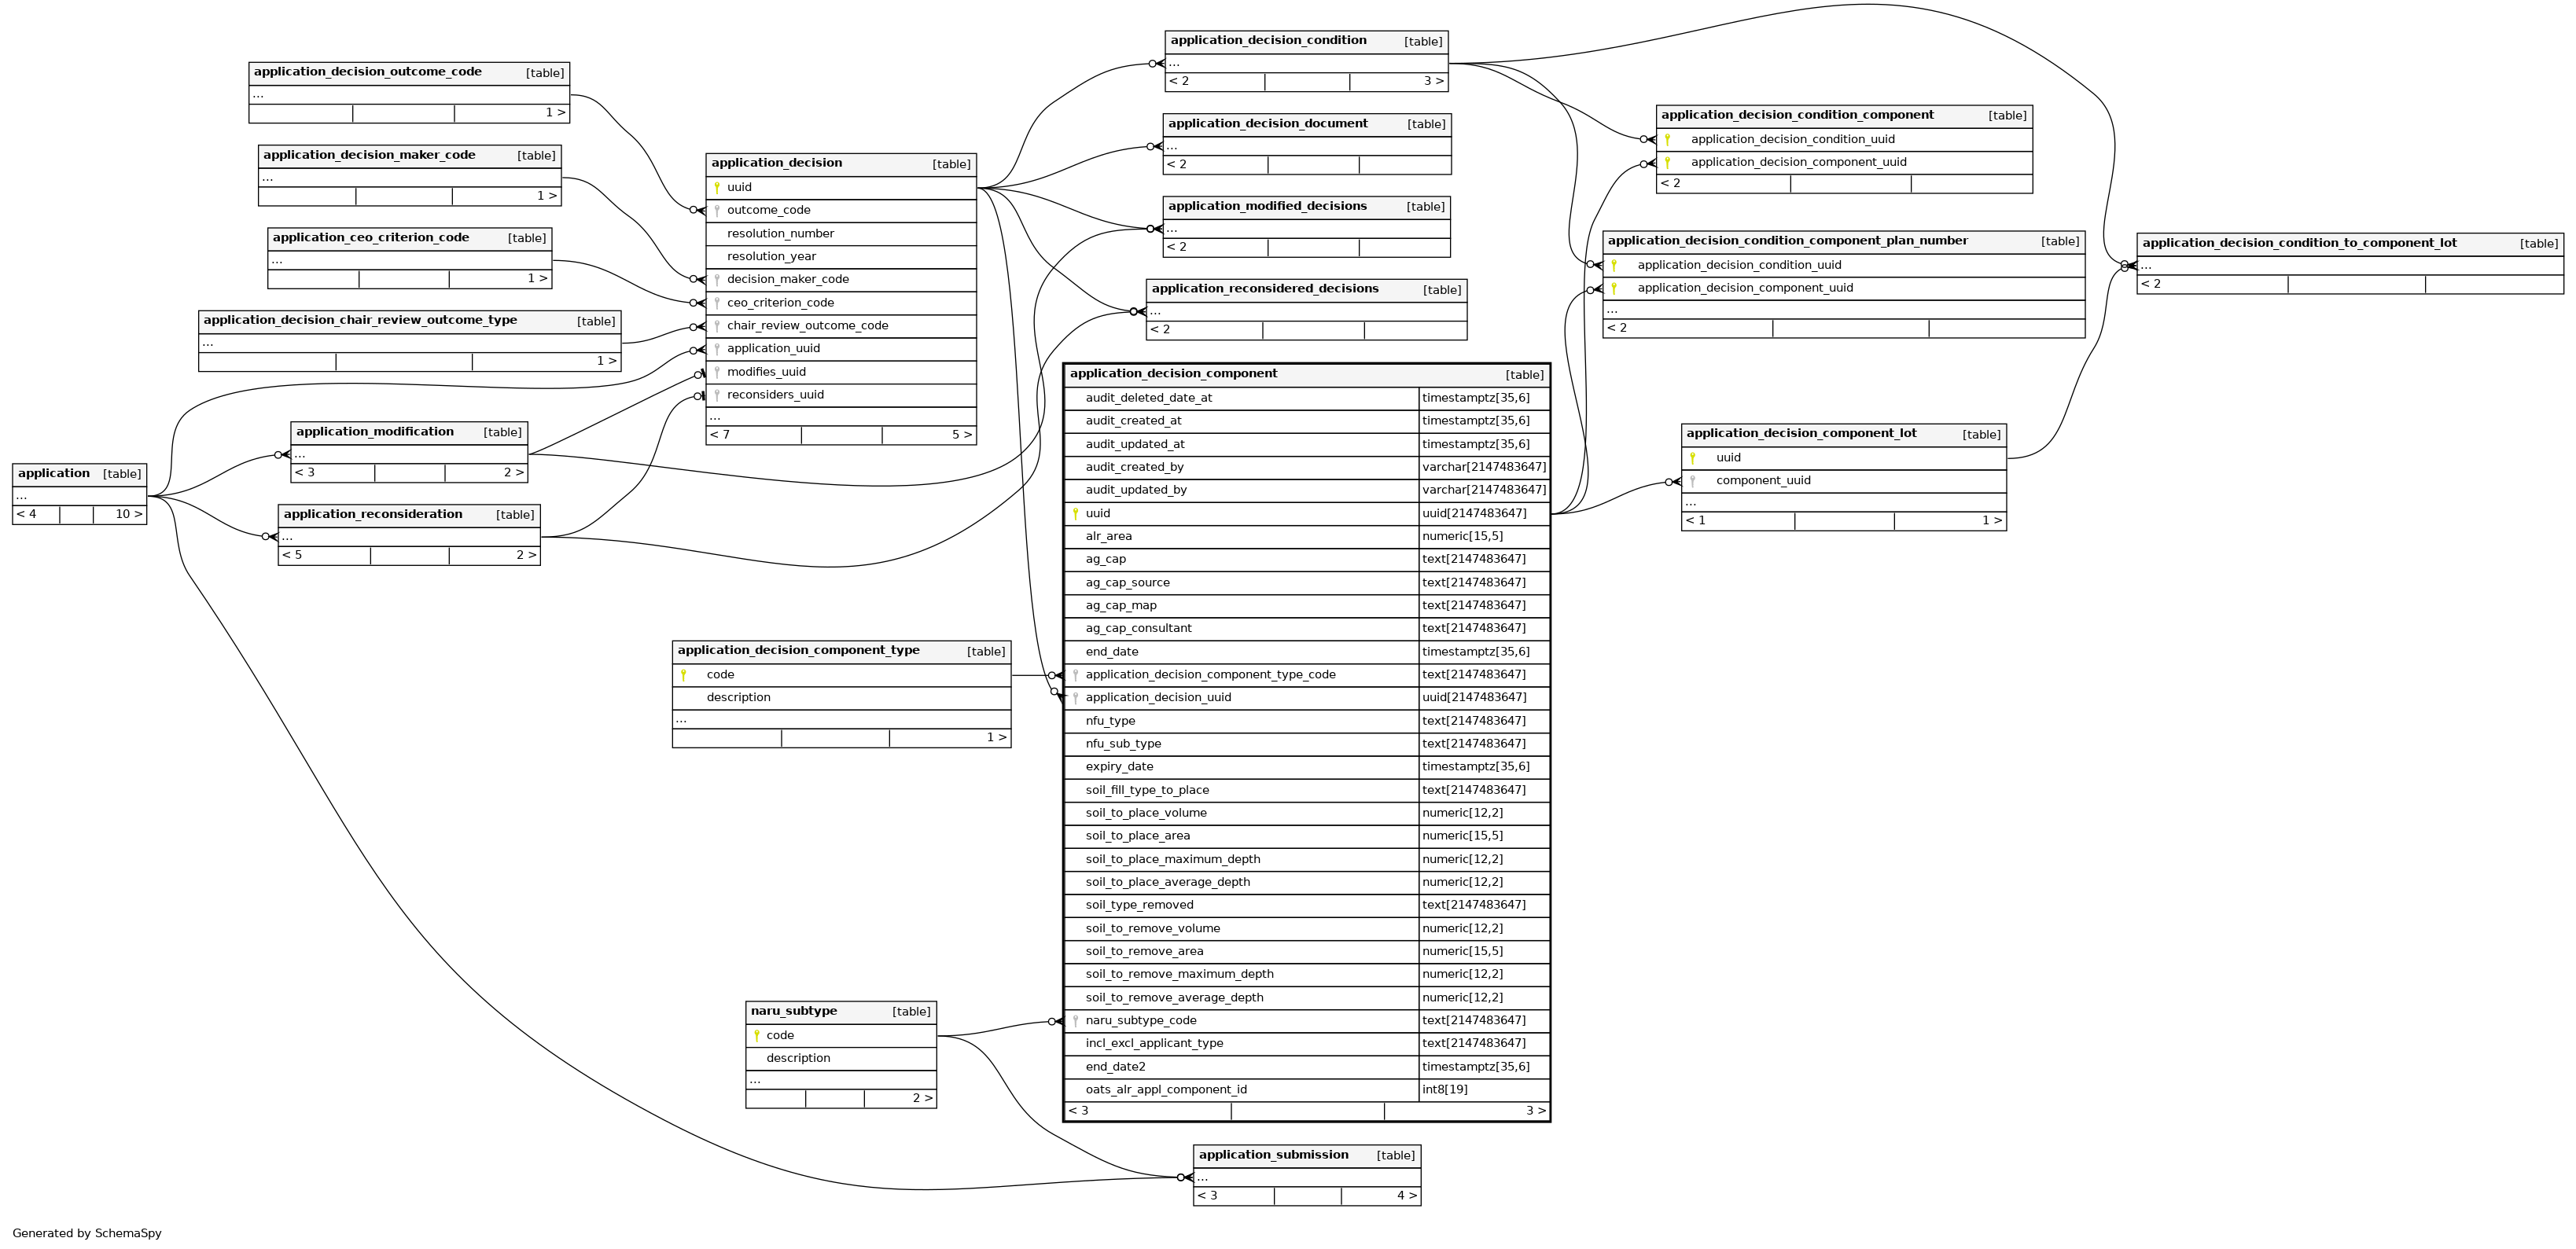 application_decision_outcome_code [table]
...
1 >
application_decision_maker_code [table]
...
1 >
application_ceo_criterion_code [table]
...
1 >
application_decision_chair_review_outcome_type [table]
...
1 >
application_modification [table]
...
< 3 2 >
application [table]
...
< 4 10 >
application_reconsideration [table]
...
< 5 2 >
application_decision [table]
uuid
outcome_code
resolution_number
resolution_year
decision_maker_code
ceo_criterion_code
chair_review_outcome_code
application_uuid
modifies_uuid
reconsiders_uuid
...
< 7 5 >
application_decision_component_type [table]
code
description
...
1 >
naru_subtype [table]
code
description
...
2 >
application_decision_condition [table]
...
< 2 3 >
application_decision_document [table]
...
< 2
application_modified_decisions [table]
...
< 2
application_reconsidered_decisions [table]
...
< 2
application_decision_component [table]
audit_deleted_date_at timestamptz[35,6]
audit_created_at timestamptz[35,6]
audit_updated_at timestamptz[35,6]
audit_created_by varchar[2147483647]
audit_updated_by varchar[2147483647]
uuid uuid[2147483647]
alr_area numeric[15,5]
ag_cap text[2147483647]
ag_cap_source text[2147483647]
ag_cap_map text[2147483647]
ag_cap_consultant text[2147483647]
end_date timestamptz[35,6]
application_decision_component_type_code text[2147483647]
application_decision_uuid uuid[2147483647]
nfu_type text[2147483647]
nfu_sub_type text[2147483647]
expiry_date timestamptz[35,6]
soil_fill_type_to_place text[2147483647]
soil_to_place_volume numeric[12,2]
soil_to_place_area numeric[15,5]
soil_to_place_maximum_depth numeric[12,2]
soil_to_place_average_depth numeric[12,2]
soil_type_removed text[2147483647]
soil_to_remove_volume numeric[12,2]
soil_to_remove_area numeric[15,5]
soil_to_remove_maximum_depth numeric[12,2]
soil_to_remove_average_depth numeric[12,2]
naru_subtype_code text[2147483647]
incl_excl_applicant_type text[2147483647]
end_date2 timestamptz[35,6]
oats_alr_appl_component_id int8[19]
< 3 3 >
application_submission [table]
...
< 3 4 >
application_decision_condition_component [table]
application_decision_condition_uuid
application_decision_component_uuid
< 2
application_decision_condition_component_plan_number [table]
application_decision_condition_uuid
application_decision_component_uuid
...
< 2
application_decision_component_lot [table]
uuid
component_uuid
...
< 1 1 >
application_decision_condition_to_component_lot [table]
...
< 2
Generated by SchemaSpy